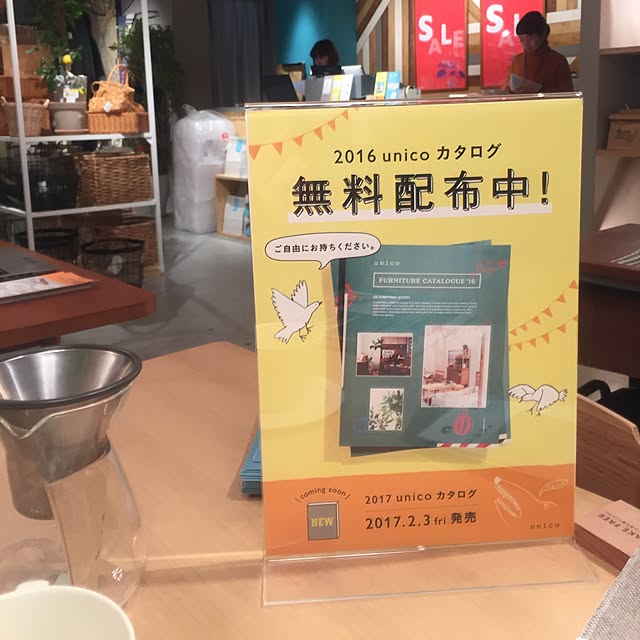 SALE
SALE
2016 unico カタログ
無料配布中!
ご自由にお持ちください。
unico
FURNITURE CATALOGUE '16
coming soon
NEW
2017 unico カタログ
2017.2.3 fri 発売
unico
TAKE FREE